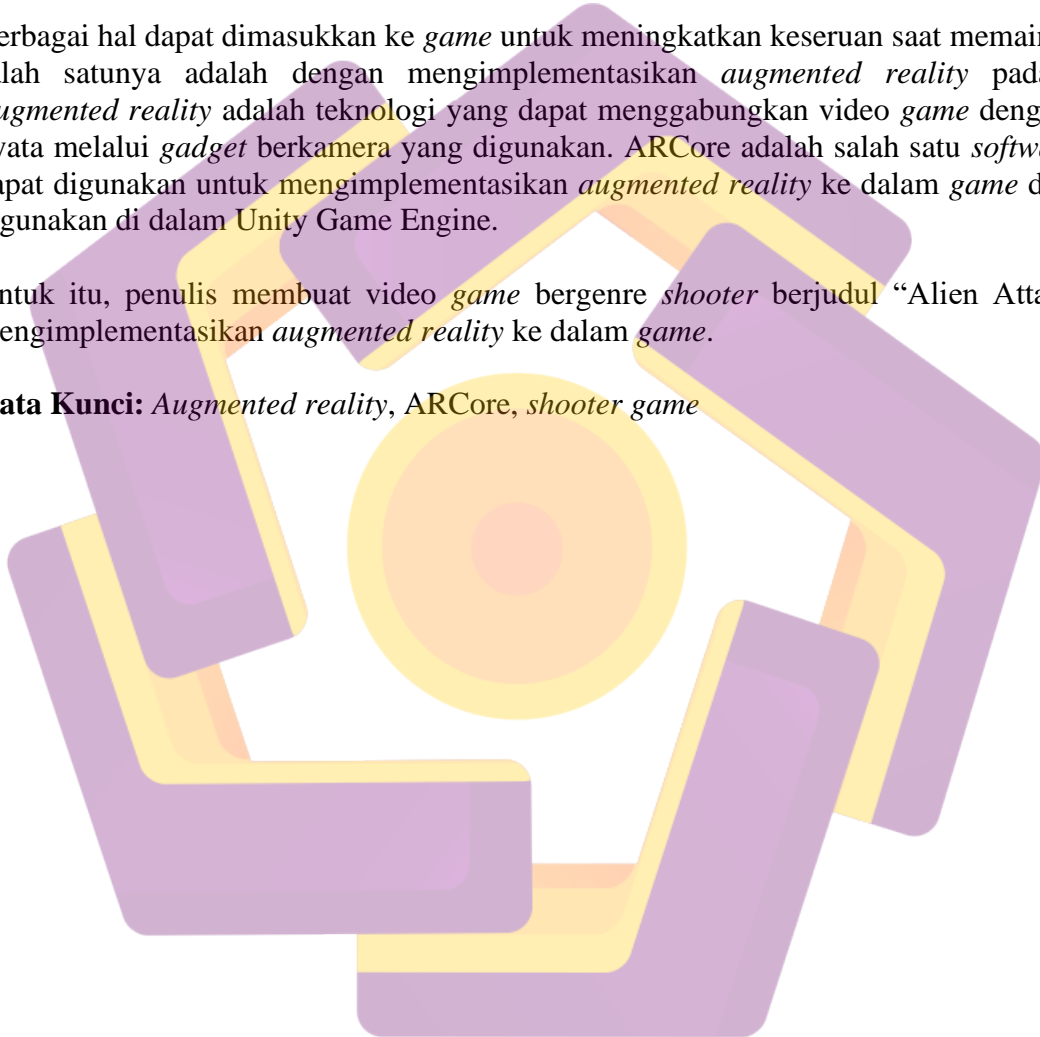 erbagai hal dapat dimasukkan ke game untuk meningkatkan keseruan saat memain
alah satunya adalah dengan mengimplementasikan augmented reality pada
ugmented reality adalah teknologi yang dapat menggabungkan video game deng
yata melalui gadget berkamera yang digunakan. ARCore adalah salah satu softwa
apat digunakan untuk mengimplementasikan augmented reality ke dalam game d
gunakan di dalam Unity Game Engine.
ntuk itu, penulis membuat video game bergenre shooter berjudul “Alien Atta
engimplementasikan augmented reality ke dalam game.
ata Kunci: Augmented reality, ARCore, shooter game